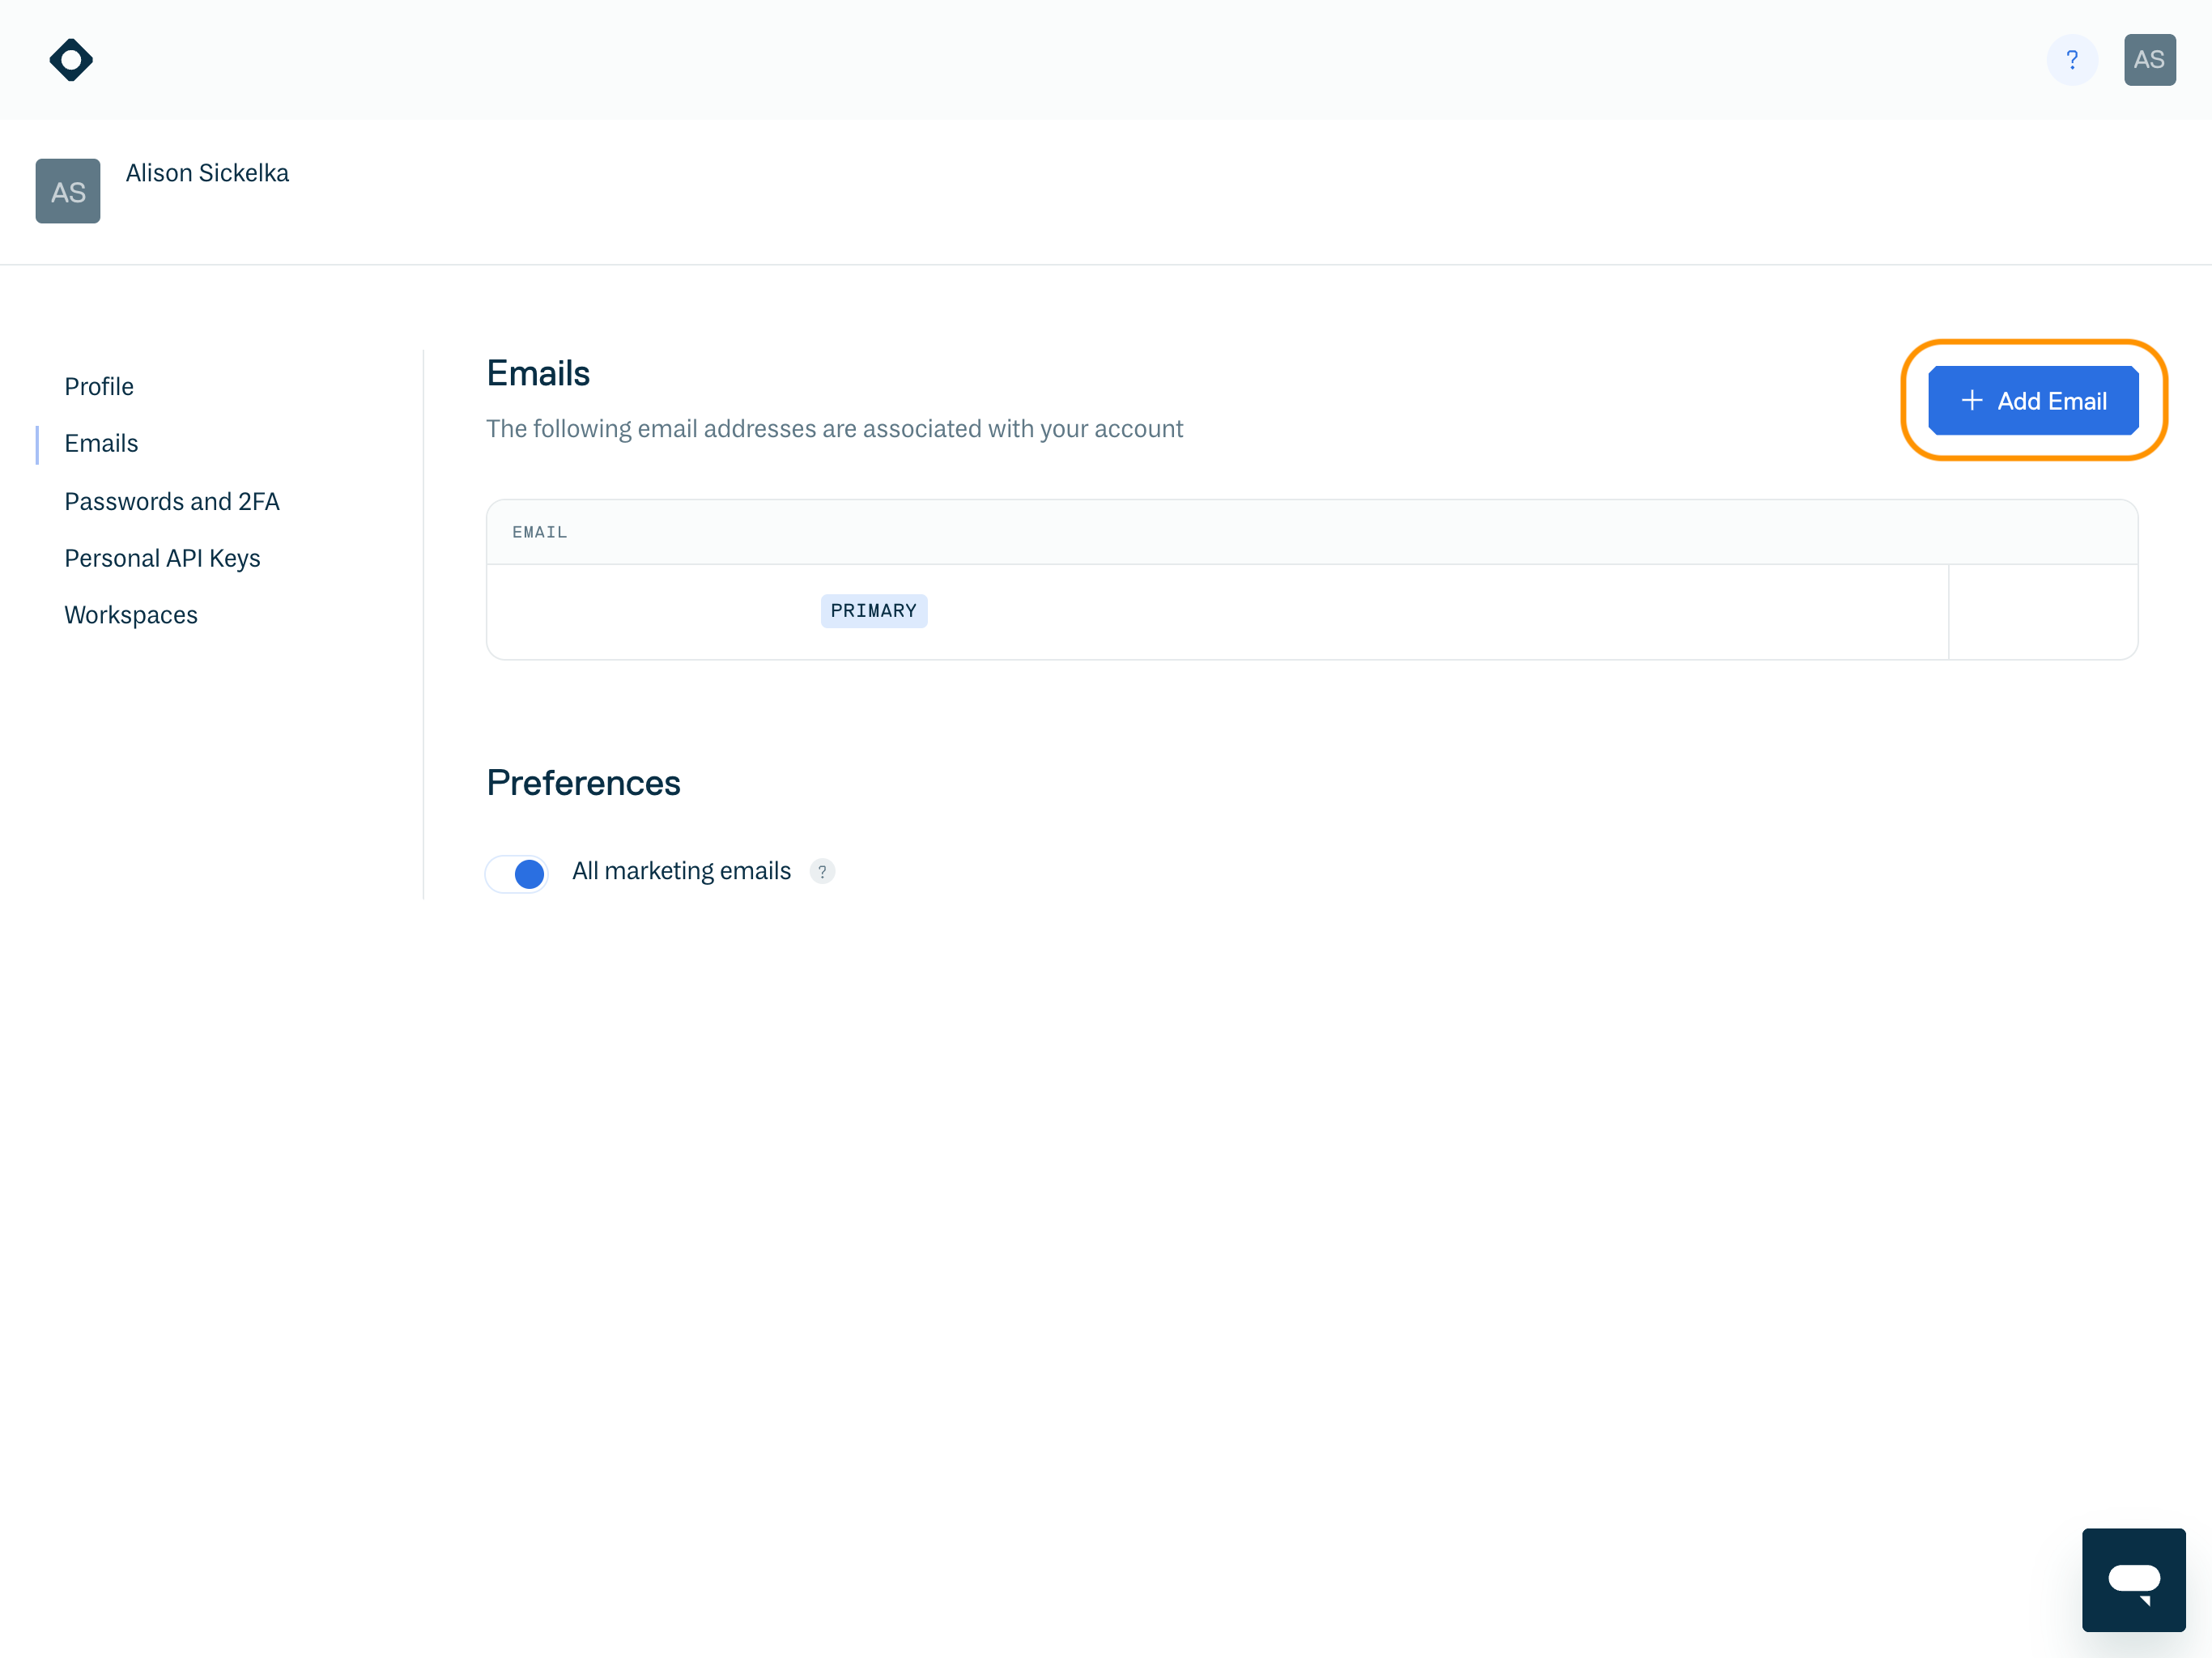 ? AS
AS Alison Sickelka
Profile
Emails
Passwords and 2FA
Personal API Keys
Workspaces
Emails
The following email addresses are associated with your account
+ Add Email
EMAIL
PRIMARY
Preferences
All marketing emails ?